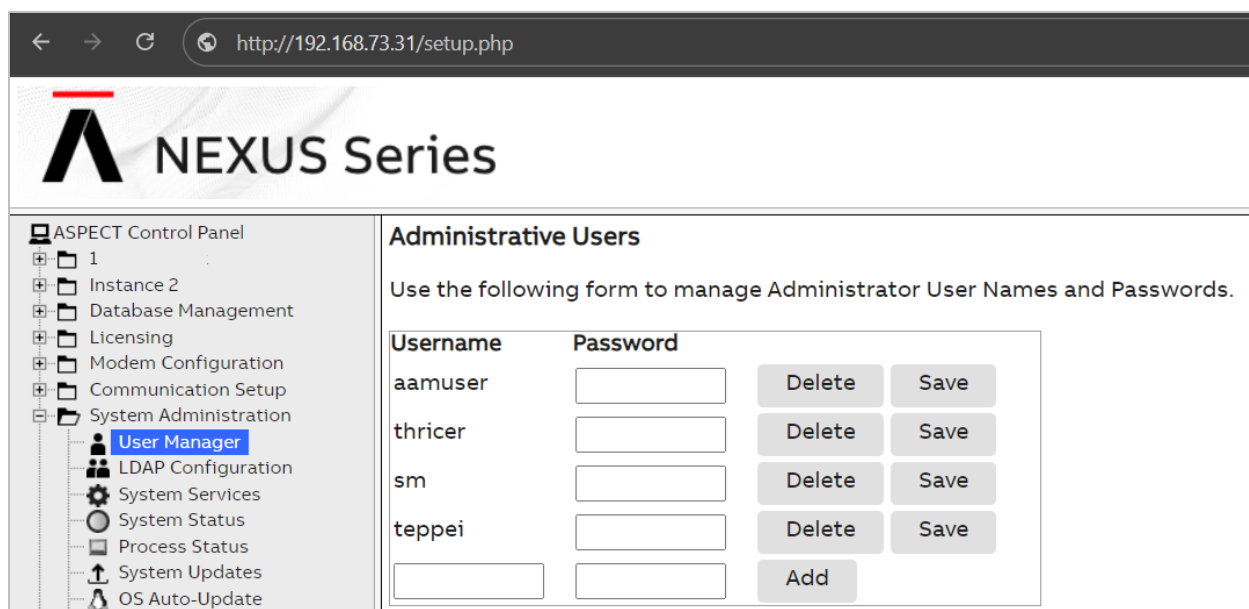 http://192.168.73.31/setup.php
NEXUS Series
ASPECT Control Panel
1
Instance 2
Database Management
Licensing
Modem Configuration
Communication Setup
System Administration
User Manager
LDAP Configuration
System Services
System Status
Process Status
System Updates
OS Auto-Update
Administrative Users
Use the following form to manage Administrator User Names and Passwords.
Username Password
aamuser Delete Save
thricer Delete Save
sm Delete Save
teppei Delete Save
Add